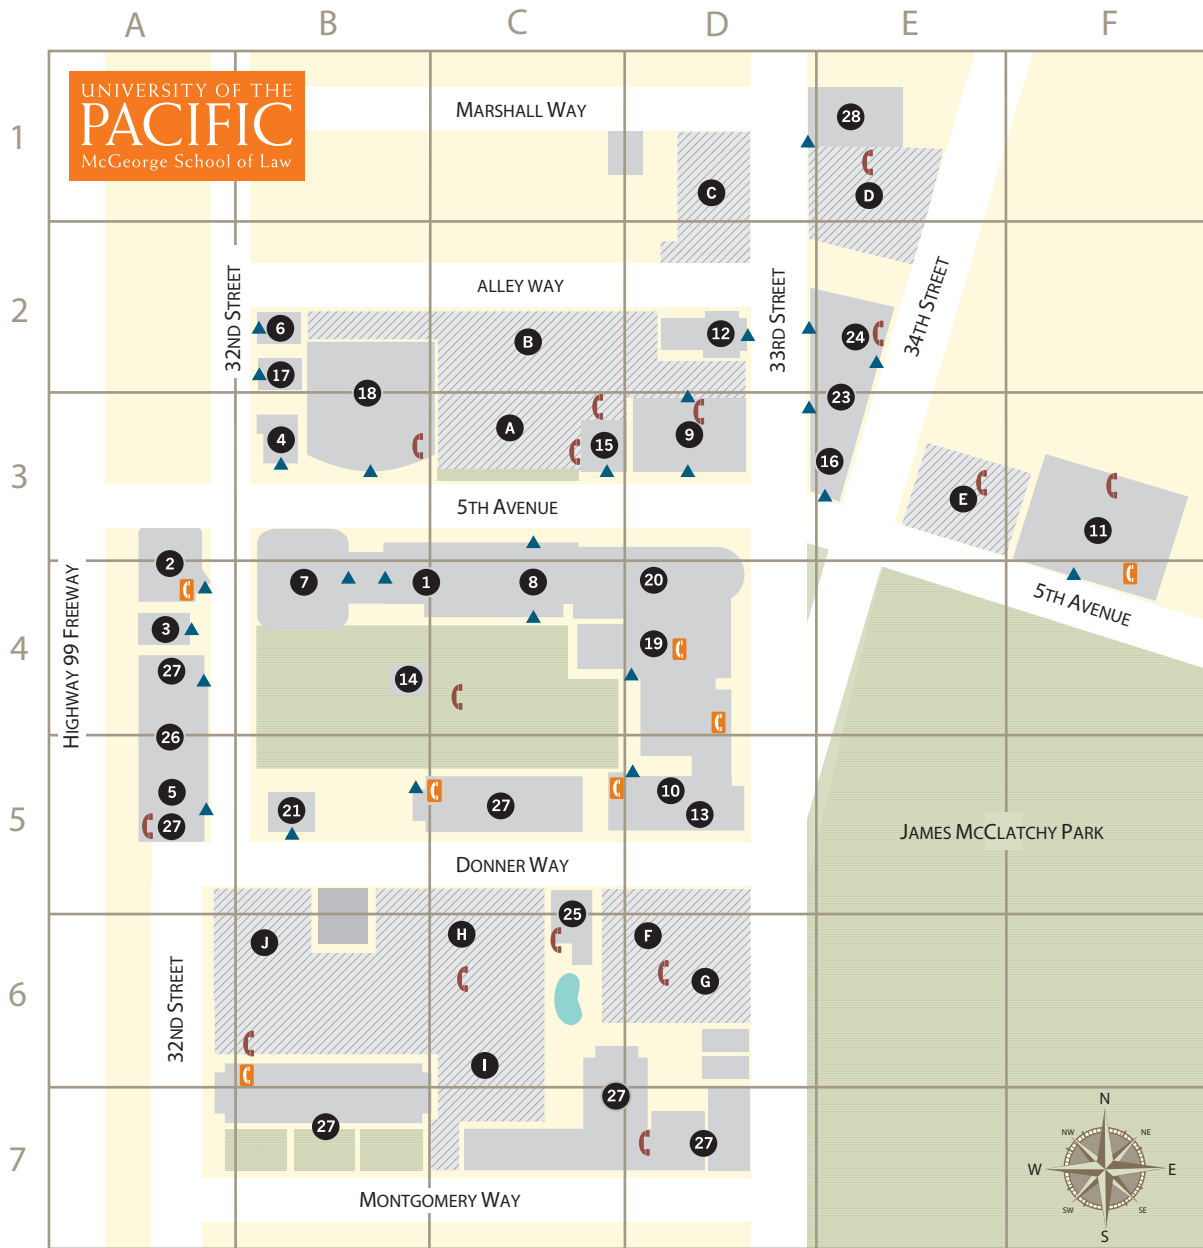 A B C D E F
1
UNIVERSITY OF THE
PACIFIC
McGeorge School of Law
MARSHALL WAY
28
D
C
2
32ND STREET
ALLEY WAY
33RD STREET
34TH STREET
6
B
12
24
17
18
23
3
4
A
15
9
16
E
11
5TH AVENUE
HIGHWAY 99 FREEWAY
2
7
1
8
20
5TH AVENUE
4
3
19
27
14
26
5
5
21
27
10
13
27
JAMES MCCLATCHY PARK
DONNER WAY
25
J
H
F
6
32ND STREET
G
I
27
7
27
27
MONTGOMERY WAY
N
NW NE
W E
SW SE
S